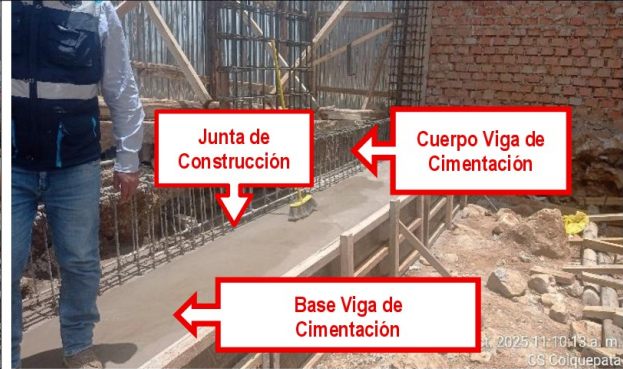 Junta de
Construcción
Cuerpo Viga de
Cimentación
Base Viga de
Cimentación
2025 11:10:13 a. m.
CS Colquepata